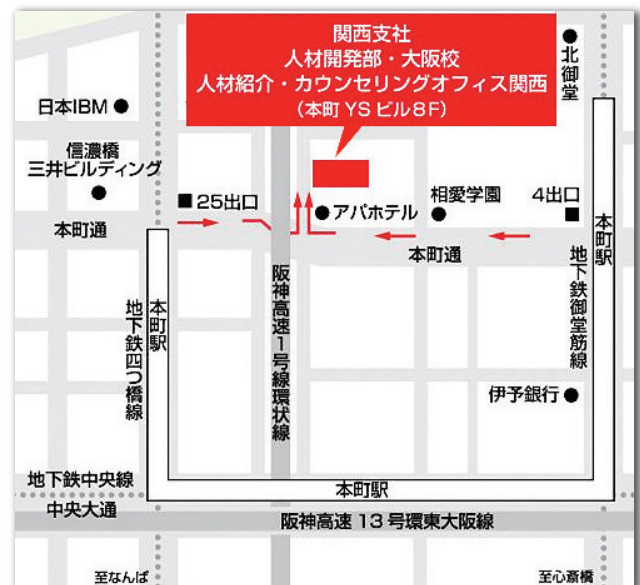 関西支社
人材開発部・大阪校
人材紹介・カウンセリングオフィス関西
(本町YSビル8F)
北御堂
日本IBM
信濃橋
三井ビルディング
25出口
アパホテル
相愛学園
4出口
本町通
本町通
本町駅
地下鉄御堂筋線
本町駅
地下鉄四つ橋線
阪神高速1号線環状線
伊予銀行
地下鉄中央線
本町駅
中央大通
阪神高速13号環東大阪線
至なんば
至心斎橋